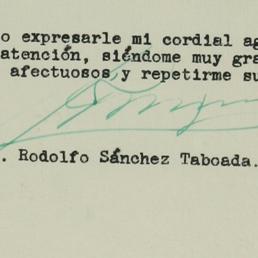 o expresarle mi cordial ag
atención, siéndome muy gra
afectuosos y repetirme su
. Rodolfo Sánchez Taboada.